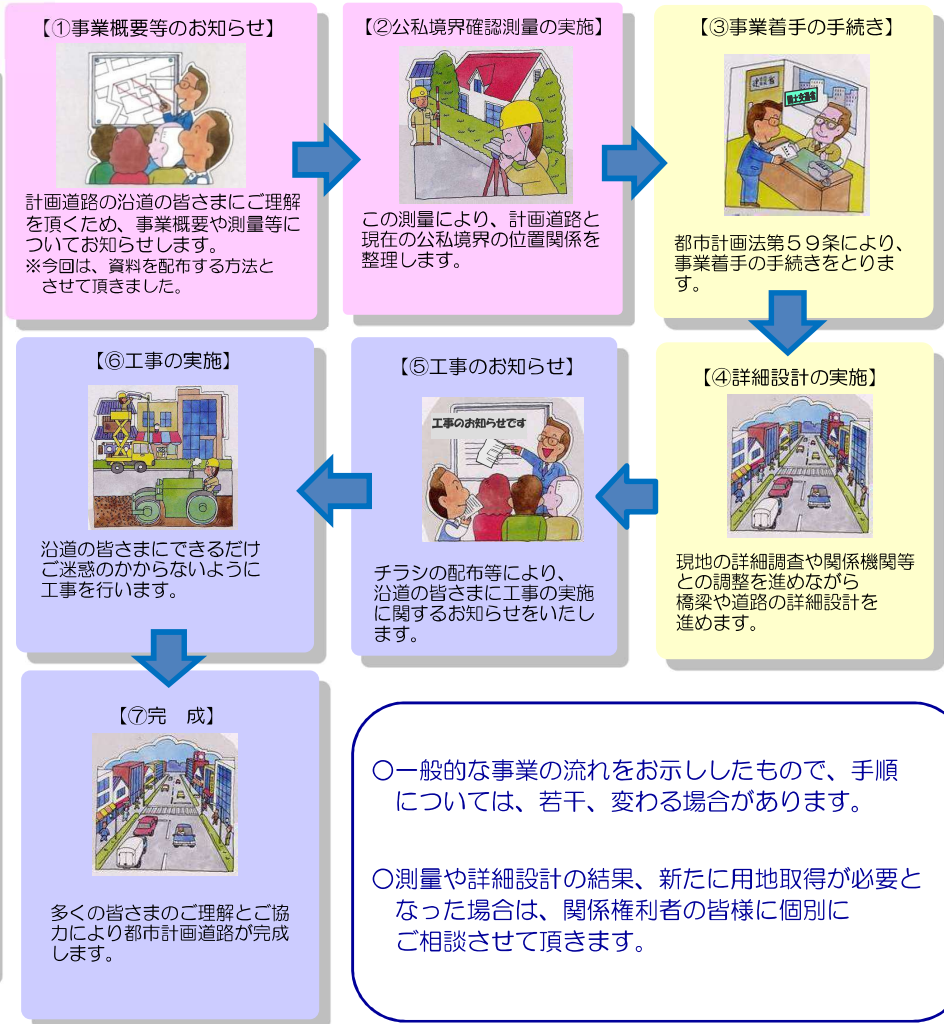 【①事業概要等のお知らせ】
計画道路の沿道の皆さまにご理解
を頂くため、事業概要や測量等に
ついてお知らせします。
※今回は、資料を配布する方法と
させて頂きました。
【②公私境界確認測量の実施】
この測量により、計画道路と
現在の公私境界の位置関係を
整理します。
【③事業着手の手続き】
建設省
国土交通省
都市計画法第59条により、
事業着手の手続きをとりま
す。
【④詳細設計の実施】
現地の詳細調査や関係機関等
との調整を進めながら
橋梁や道路の詳細設計を
進めます。
【⑤工事のお知らせ】
工事のお知らせです
チラシの配布等により、
沿道の皆さまに工事の実施
に関するお知らせをいたし
ます。
【⑥工事の実施】
沿道の皆さまにできるだけ
ご迷惑のかからないように
工事を行います。
【⑦完　成】
多くの皆さまのご理解とご協
力により都市計画道路が完成
します。
〇一般的な事業の流れをお示ししたもので、手順
については、若干、変わる場合があります。
〇測量や詳細設計の結果、新たに用地取得が必要と
なった場合は、関係権利者の皆様に個別に
ご相談させて頂きます。